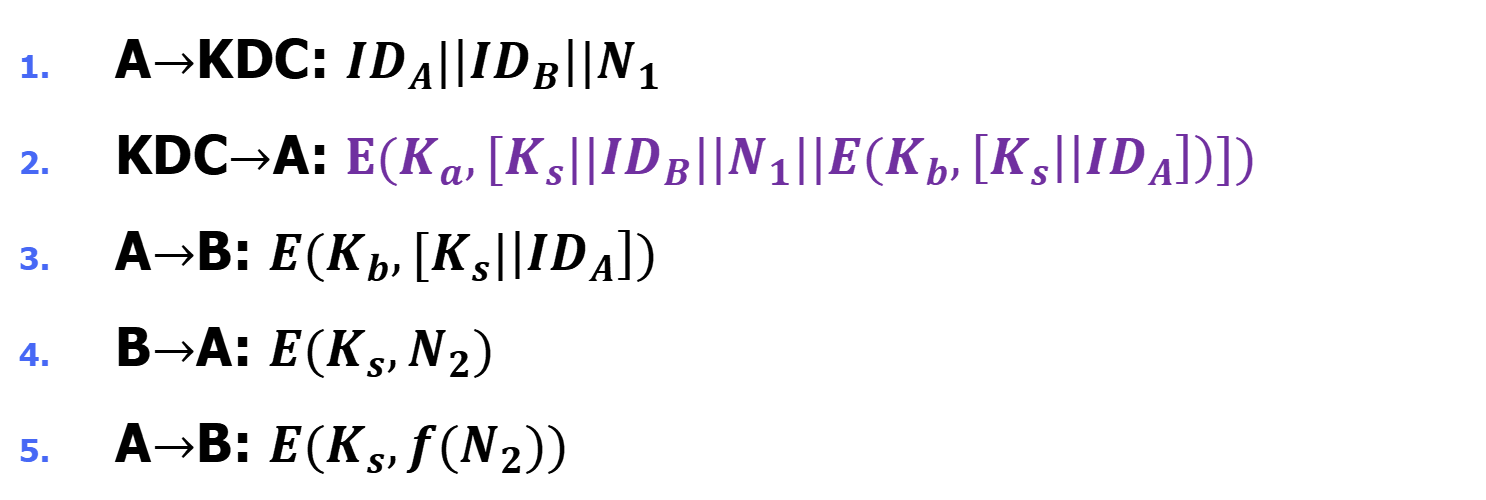 1. A→KDC: ID_A||ID_B||N_1
2. KDC→A: E(K_a, [K_s||ID_B||N_1||E(K_b, [K_s||ID_A])])
3. A→B: E(K_b, [K_s||ID_A])
4. B→A: E(K_s, N_2)
5. A→B: E(K_s, f(N_2))